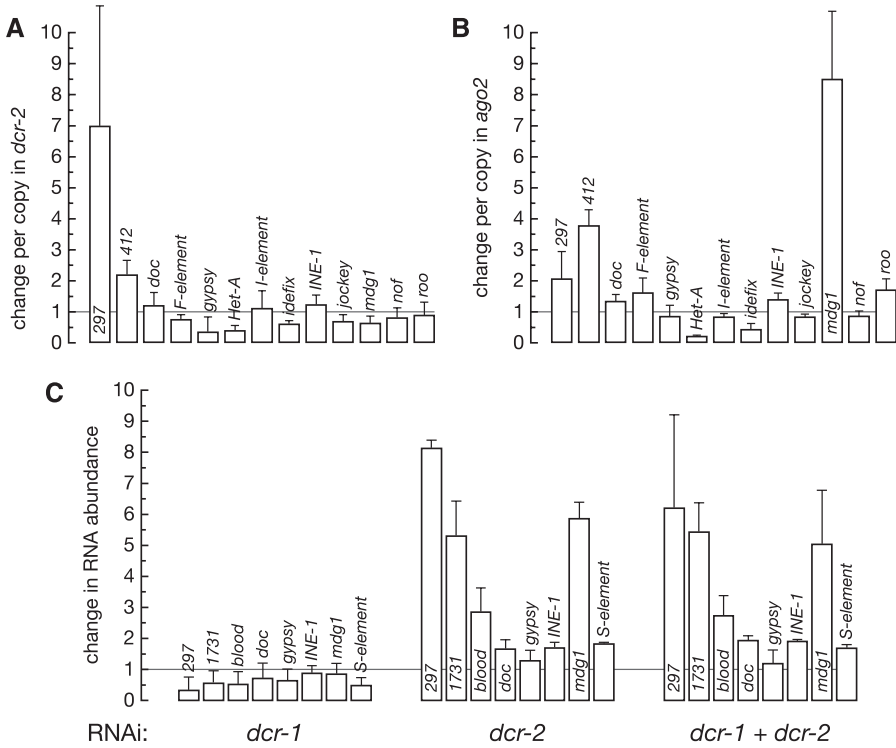 A
change per copy in dcr-2
10
9
8
7
6
5
4
3
2
1
0
297
412
doc
F-element
gypsy
Het-A
I-element
idefix
INE-1
jockey
mdg1
nof
roo
B
change per copy in ago2
10
9
8
7
6
5
4
3
2
1
0
297
412
doc
F-element
gypsy
Het-A
I-element
idefix
INE-1
jockey
mdg1
nof
roo
C
change in RNA abundance
10
9
8
7
6
5
4
3
2
1
0
297
1731
blood
doc
gypsy
INE-1
mdg1
S-element
297
1731
blood
doc
gypsy
INE-1
mdg1
S-element
297
1731
blood
doc
gypsy
INE-1
mdg1
S-element
RNAi: dcr-1 dcr-2 dcr-1 + dcr-2